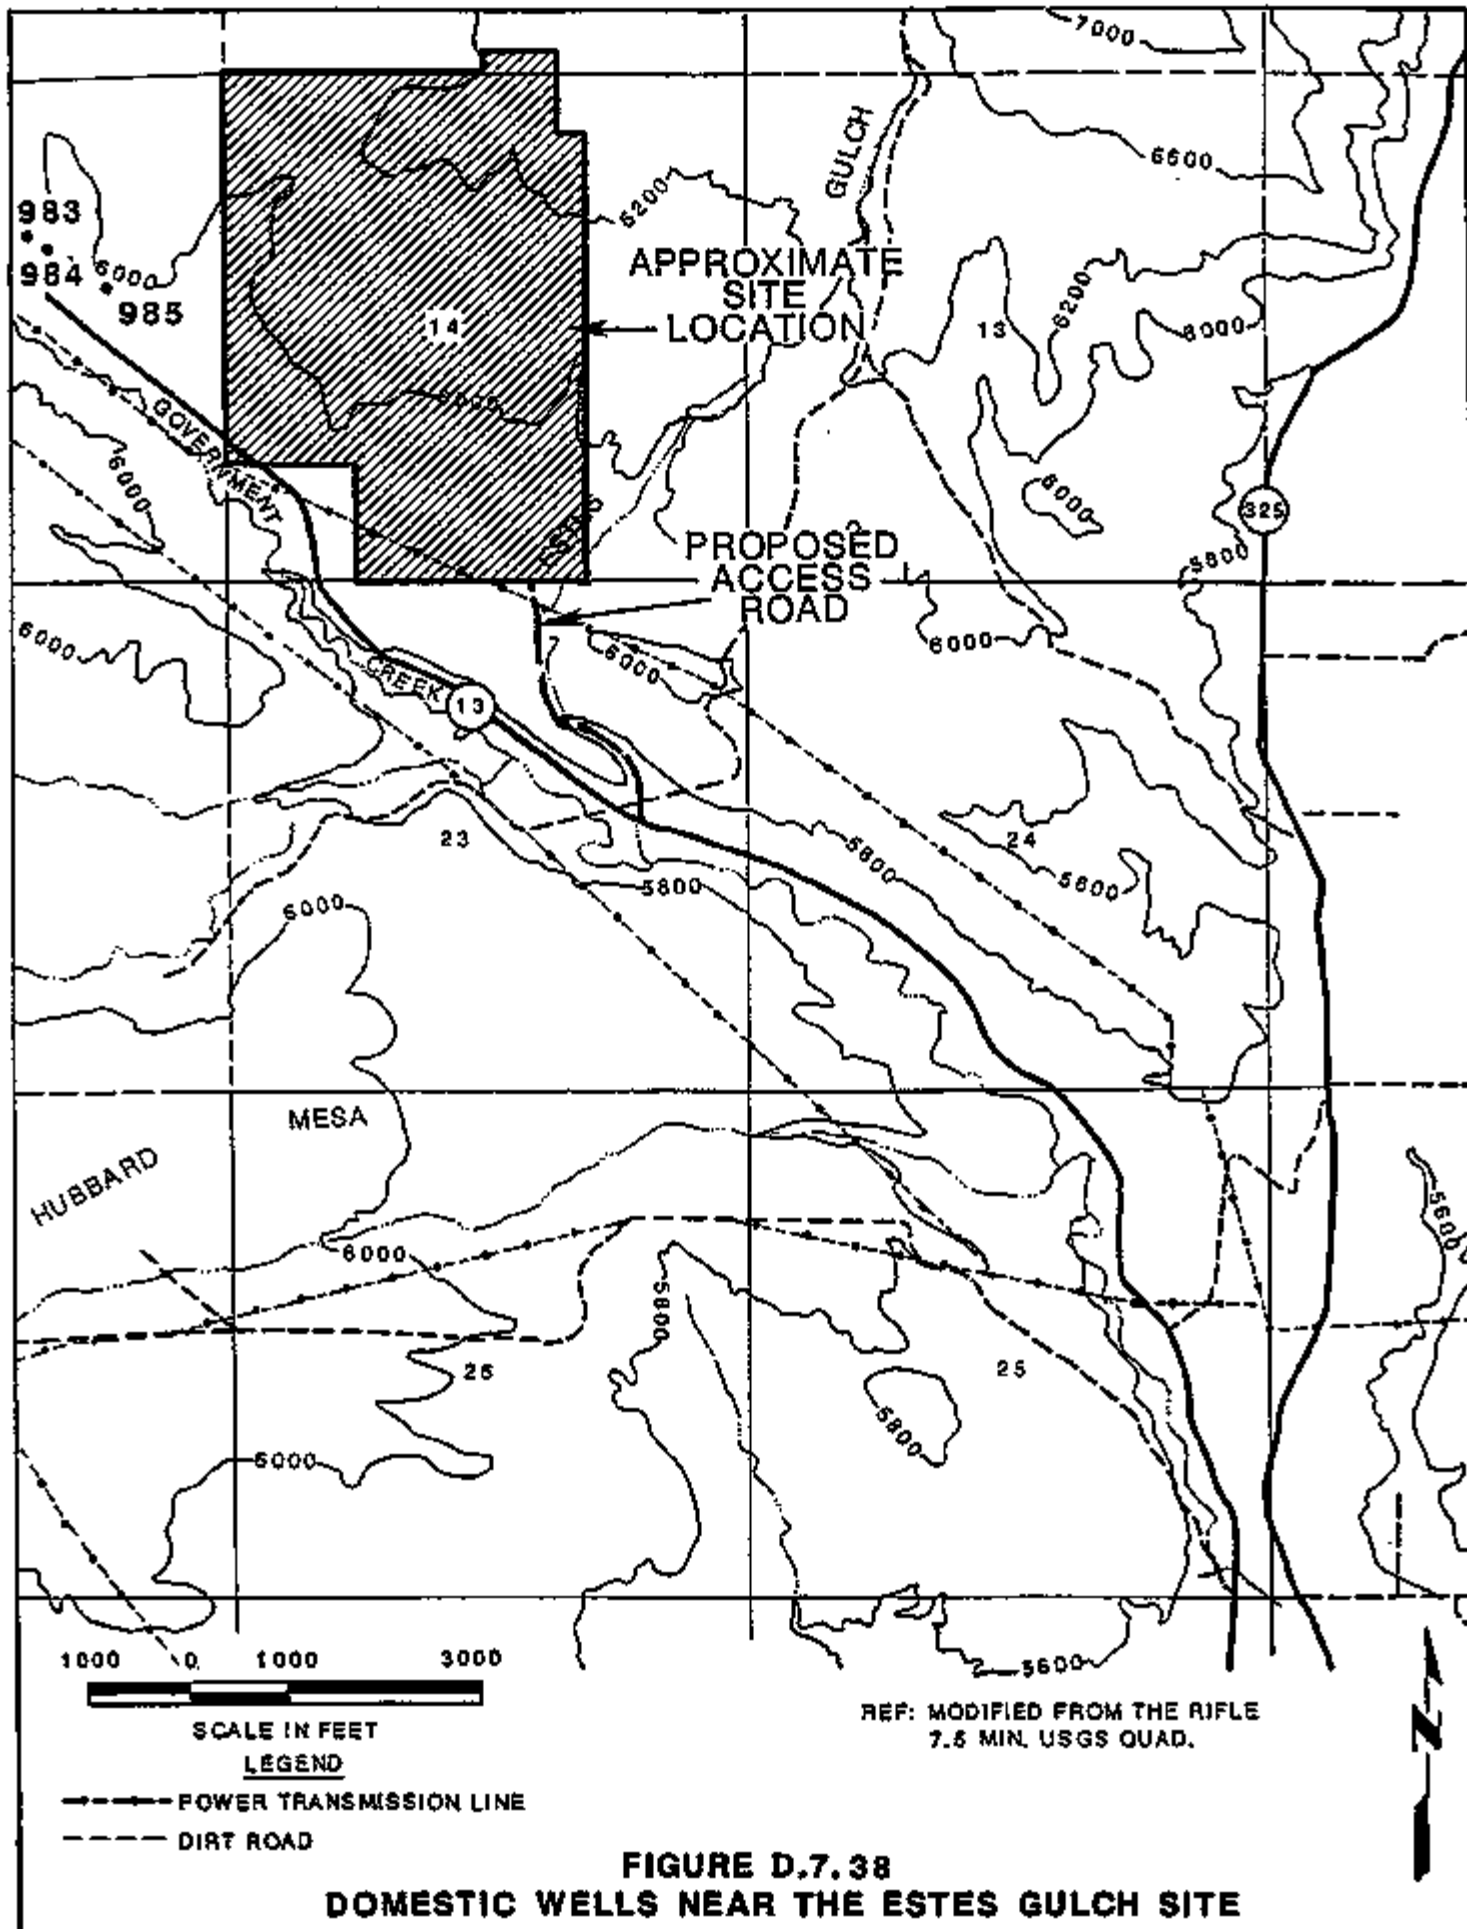 7000
GULCH
6600
983
984
985
6000
6200
APPROXIMATE
SITE
LOCATION
14
13
6200
6000
6000
GOVERNMENT
6000
6000
325
5800
PROPOSED
ACCESS
ROAD
6000
6000
6000
CREEK
13
23
24
5800
5600
5800
6000
MESA
HUBBARD
6000
5800
5600
26
25
5800
6000
5600
1000 0 1000 3000
SCALE IN FEET
LEGEND
POWER TRANSMISSION LINE
DIRT ROAD
REF: MODIFIED FROM THE RIFLE
7.5 MIN. USGS QUAD.
N
FIGURE D.7.38
DOMESTIC WELLS NEAR THE ESTES GULCH SITE